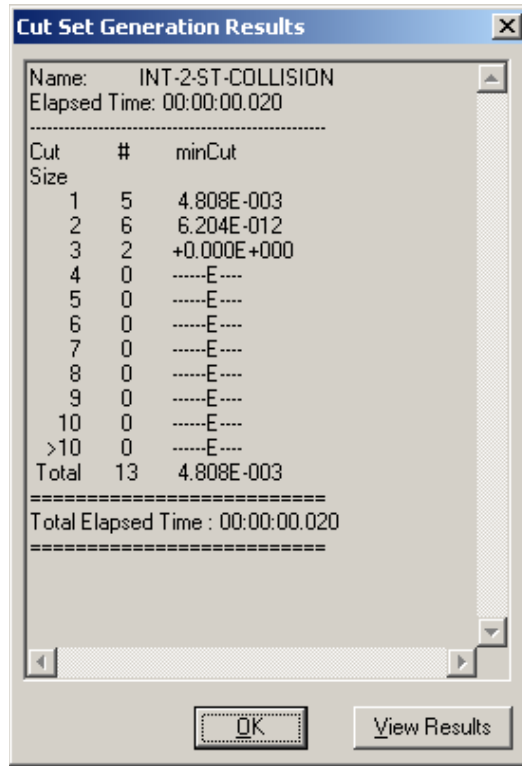 Cut Set Generation Results
Name: INT-2-ST-COLLISION
Elapsed Time: 00:00:00.020
----------------------------------------------------
Cut # minCut
Size
1 5 4.808E-003
2 6 6.204E-012
3 2 +0.000E+000
4 0 ------E----
5 0 ------E----
6 0 ------E----
7 0 ------E----
8 0 ------E----
9 0 ------E----
10 0 ------E----
>10 0 ------E----
Total 13 4.808E-003
==========================
Total Elapsed Time : 00:00:00.020
==========================
OK View Results